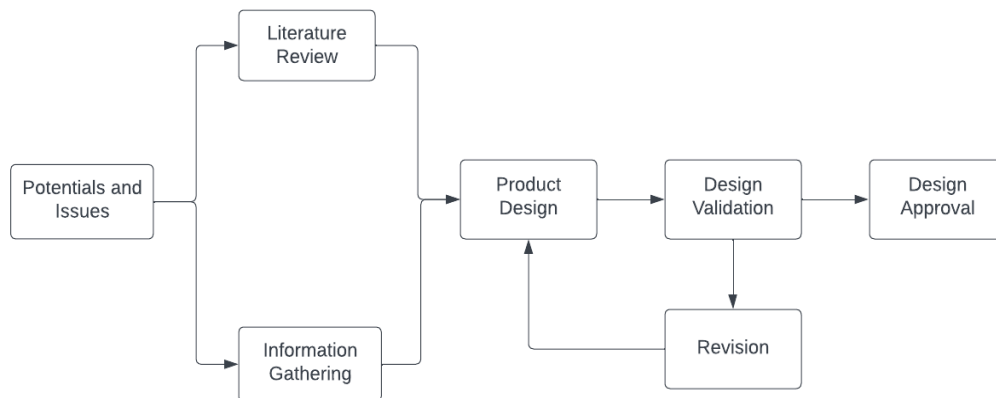 Literature
Review
Potentials and
Issues
Information
Gathering
Product
Design
Design
Validation
Design
Approval
Revision